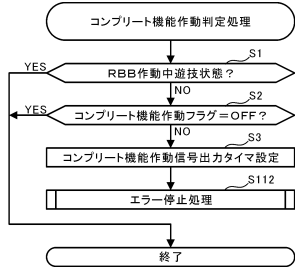 コンプリート機能作動判定処理
S1
YES
RBB作動中遊技状態？
NO
S2
YES
コンプリート機能作動フラグ＝OFF？
NO
S3
コンプリート機能作動信号出力タイマ設定
S112
エラー停止処理
終了